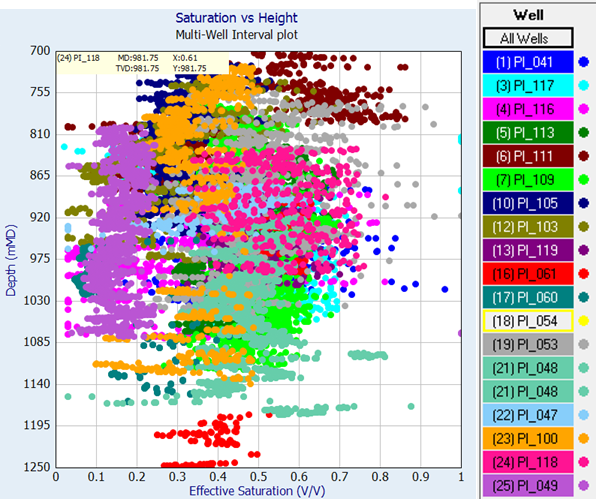 Saturation vs Height
Multi-Well Interval plot
(24) PI_118 MD:981.75 X:0.61
TVD:981.75 Y:981.75
700
755
810
865
920
975
1030
1085
1140
1195
1250
Depth (mMD)
0 0.1 0.2 0.3 0.4 0.5 0.6 0.7 0.8 0.9 1
Effective Saturation (V/V)
Well
All Wells
(1) PI_041
(3) PI_117
(4) PI_116
(5) PI_113
(6) PI_111
(7) PI_109
(10) PI_105
(12) PI_103
(13) PI_119
(16) PI_061
(17) PI_060
(18) PI_054
(19) PI_053
(21) PI_048
(21) PI_048
(22) PI_047
(23) PI_100
(24) PI_118
(25) PI_049